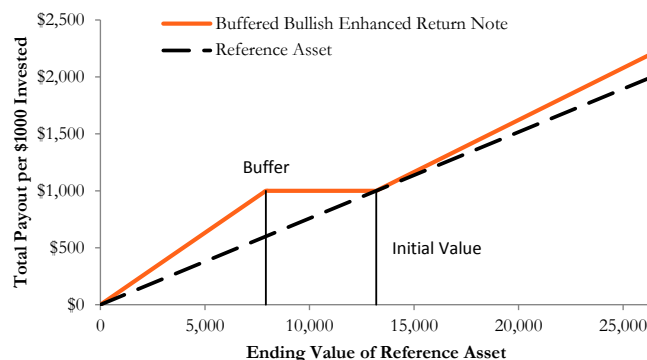 $2,500
Buffered Bullish Enhanced Return Note
Reference Asset
$2,000
$1,500
Buffer
$1,000
Initial Value
$500
$0
0 5,000 10,000 15,000 20,000 25,000
Total Payout per $1000 Invested
Ending Value of Reference Asset